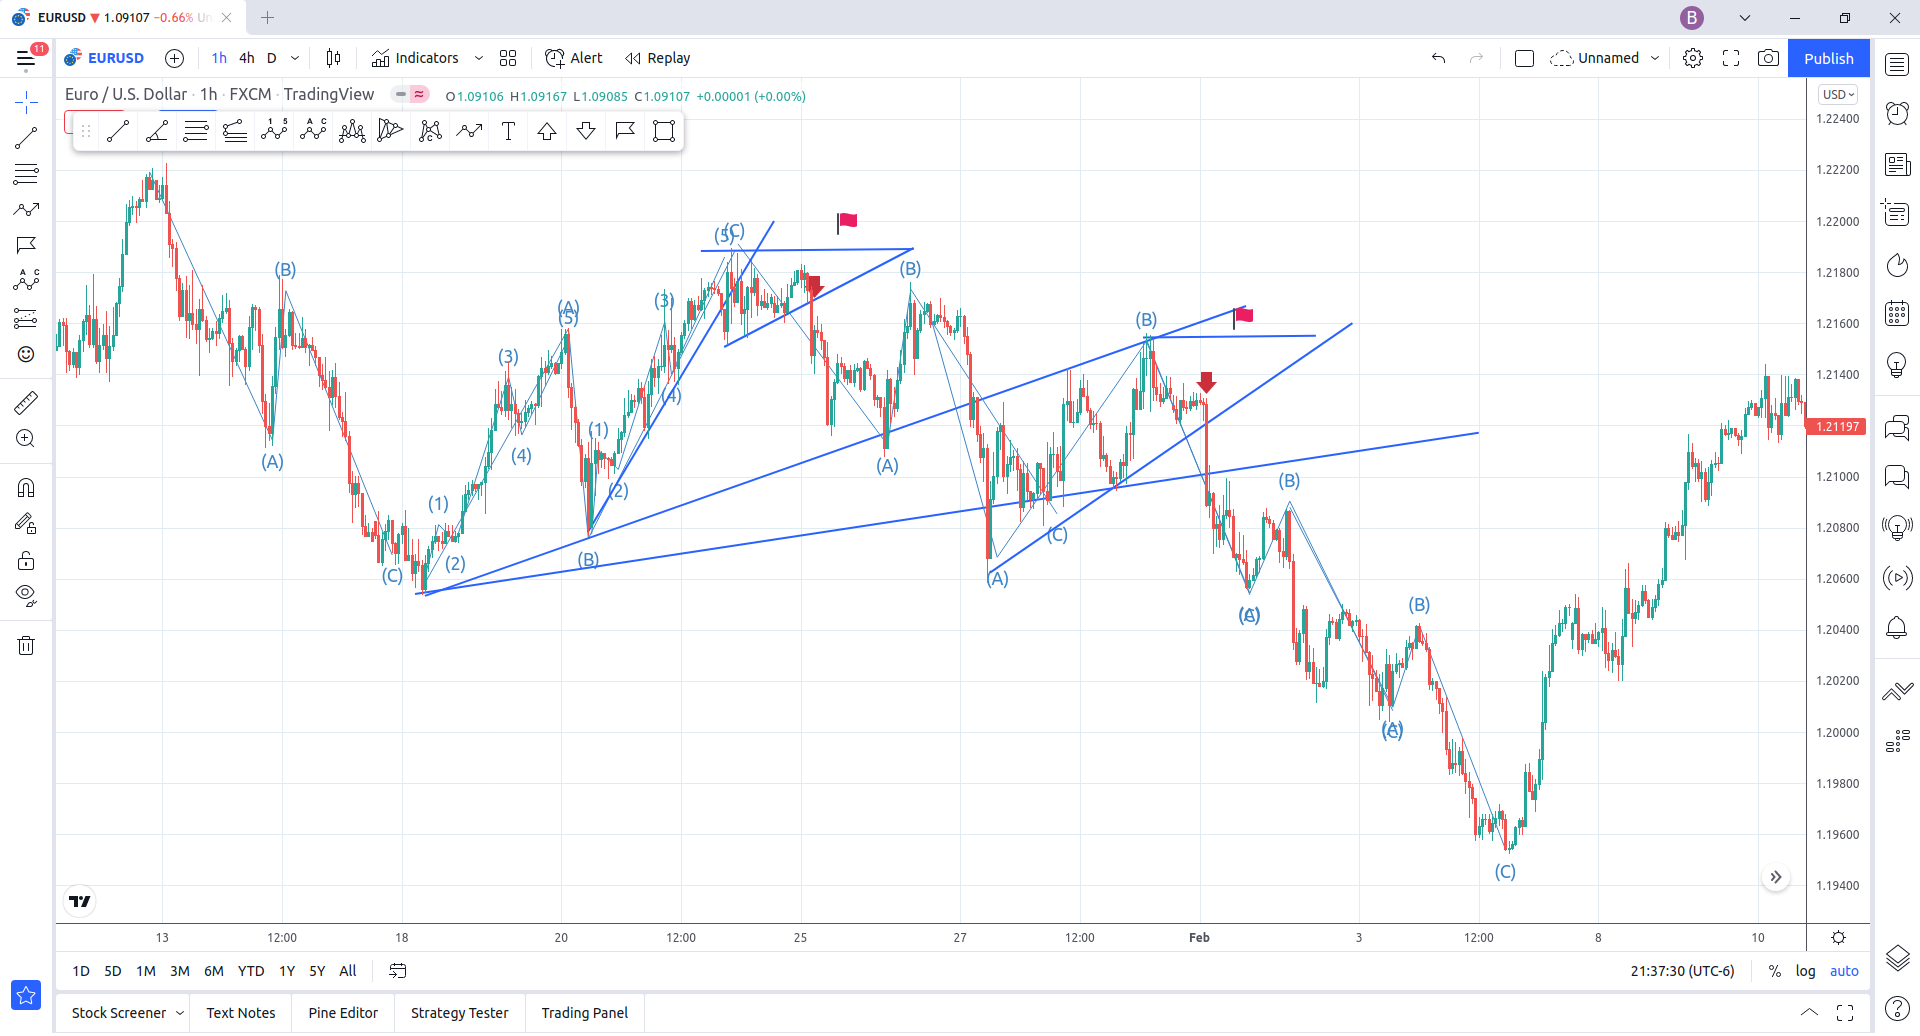 EURUSD ▼ 1.09107 −0.66% Un
B
11
EURUSD
1h 4h D
Indicators
Alert
Replay
Unnamed
Publish
Euro / U.S. Dollar · 1h · FXCM · TradingView
O1.09106 H1.09167 L1.09085 C1.09107 +0.00001 (+0.00%)
USD
1.22400
1.22200
1.22000
1.21800
1.21600
1.21400
1.21197
1.21000
1.20800
1.20600
1.20400
1.20200
1.20000
1.19800
1.19600
1.19400
(5)
(C)
(B)
(B)
(A)
(5)
(3)
(B)
(3)
(4)
(1)
(A)
(4)
(A)
(1)
(2)
(B)
(2)
(C)
(B)
(C)
(A)
(B)
(A)
(C)
(B)
(A)
(C)
(C)
13
12:00
18
20
12:00
25
27
12:00
Feb
3
12:00
8
10
1D 5D 1M 3M 6M YTD 1Y 5Y All
21:37:30 (UTC-6)
% log auto
Stock Screener
Text Notes
Pine Editor
Strategy Tester
Trading Panel